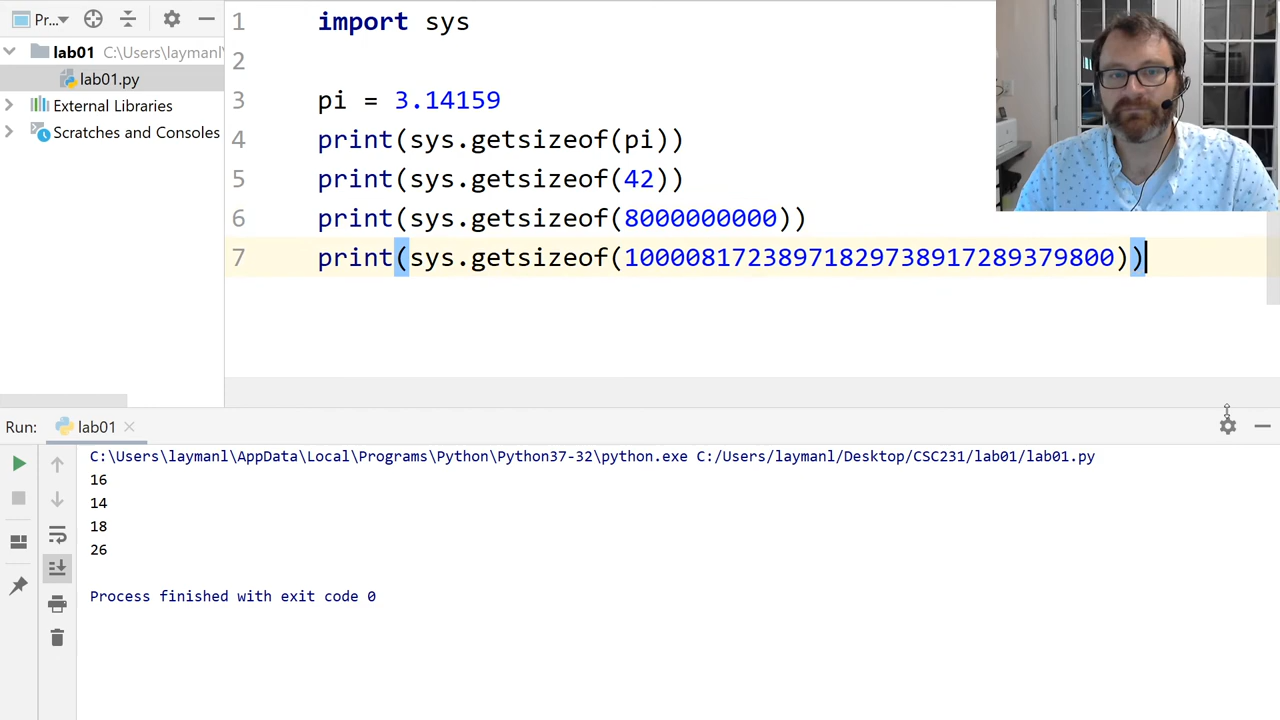 Pr...
lab01 C:\Users\laymanl
lab01.py
External Libraries
Scratches and Consoles
1 import sys
2
3 pi = 3.14159
4 print(sys.getsizeof(pi))
5 print(sys.getsizeof(42))
6 print(sys.getsizeof(8000000000))
7 print(sys.getsizeof(10000817238971829738917289379800))
Run: lab01
C:\Users\laymanl\AppData\Local\Programs\Python\Python37-32\python.exe C:/Users/laymanl/Desktop/CSC231/lab01/lab01.py
16
14
18
26
Process finished with exit code 0